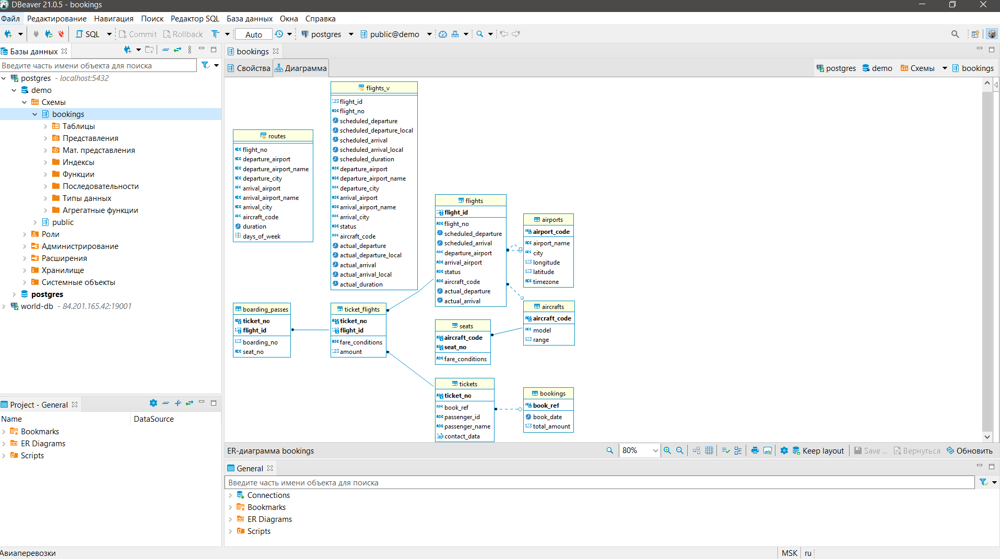 DBeaver 21.0.5 - bookings
Файл Редактирование Навигация Поиск Редактор SQL База данных Окна Справка
SQL Commit Rollback Auto postgres public@demo
Базы данных
Введите часть имени объекта для поиска
postgres - localhost:5432
demo
Схемы
bookings
Таблицы
Представления
Мат. представления
Индексы
Функции
Последовательности
Типы данных
Агрегатные функции
public
Роли
Администрирование
Расширения
Хранилище
Системные объекты
postgres
world-db - 84.201.165.42:19001
Project - General
Name DataSource
Bookmarks
ER Diagrams
Scripts
bookings
Свойства Диаграмма
postgres demo Схемы bookings
flights_v
flight_id
flight_no
scheduled_departure
scheduled_departure_local
scheduled_arrival
scheduled_arrival_local
scheduled_duration
departure_airport
departure_airport_name
departure_city
arrival_airport
arrival_airport_name
arrival_city
status
aircraft_code
actual_departure
actual_departure_local
actual_arrival
actual_arrival_local
actual_duration
routes
flight_no
departure_airport
departure_airport_name
departure_city
arrival_airport
arrival_airport_name
arrival_city
aircraft_code
duration
days_of_week
flights
flight_id
flight_no
scheduled_departure
scheduled_arrival
departure_airport
arrival_airport
status
aircraft_code
actual_departure
actual_arrival
airports
airport_code
airport_name
city
longitude
latitude
timezone
boarding_passes
ticket_no
flight_id
boarding_no
seat_no
ticket_flights
ticket_no
flight_id
fare_conditions
amount
seats
aircraft_code
seat_no
fare_conditions
aircrafts
aircraft_code
model
range
tickets
ticket_no
book_ref
passenger_id
passenger_name
contact_data
bookings
book_ref
book_date
total_amount
ER-диаграмма bookings
80%
Keep layout Save ... Вернуться Обновить
General
Введите часть имени объекта для поиска
Connections
Bookmarks
ER Diagrams
Scripts
Авиаперевозки
MSK ru